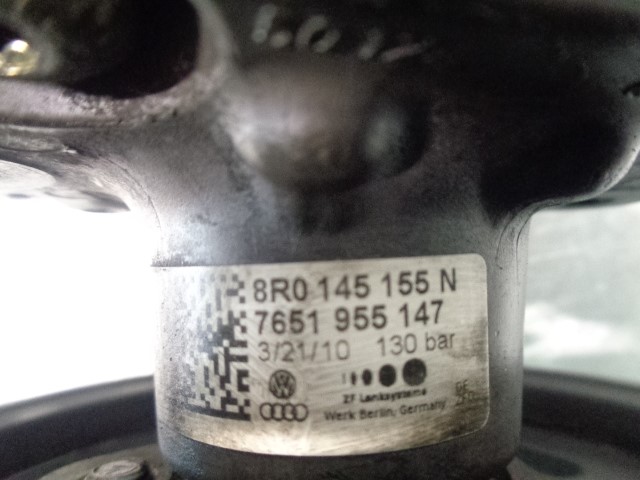 8R0 145 155 N
7651 955 147
3/21/10 130 bar
ZF Lenksysteme
Werk Berlin, Germany